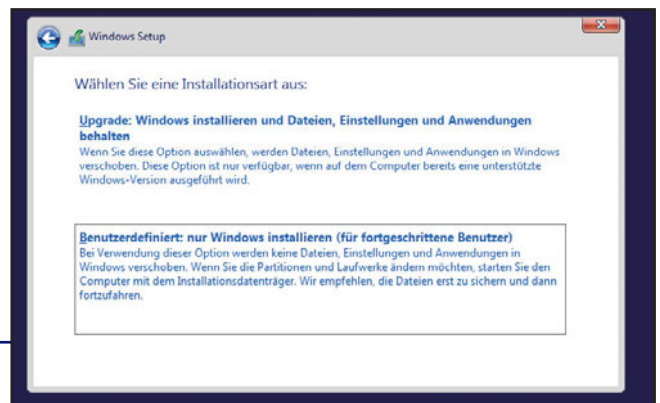 Windows Setup
Wählen Sie eine Installationsart aus:
Upgrade: Windows installieren und Dateien, Einstellungen und Anwendungen
behalten
Wenn Sie diese Option auswählen, werden Dateien, Einstellungen und Anwendungen in Windows
verschoben. Diese Option ist nur verfügbar, wenn auf dem Computer bereits eine unterstützte
Windows-Version ausgeführt wird.
Benutzerdefiniert: nur Windows installieren (für fortgeschrittene Benutzer)
Bei Verwendung dieser Option werden keine Dateien, Einstellungen und Anwendungen in
Windows verschoben. Wenn Sie die Partitionen und Laufwerke ändern möchten, starten Sie den
Computer mit dem Installationsdatenträger. Wir empfehlen, die Dateien erst zu sichern und dann
fortzufahren.